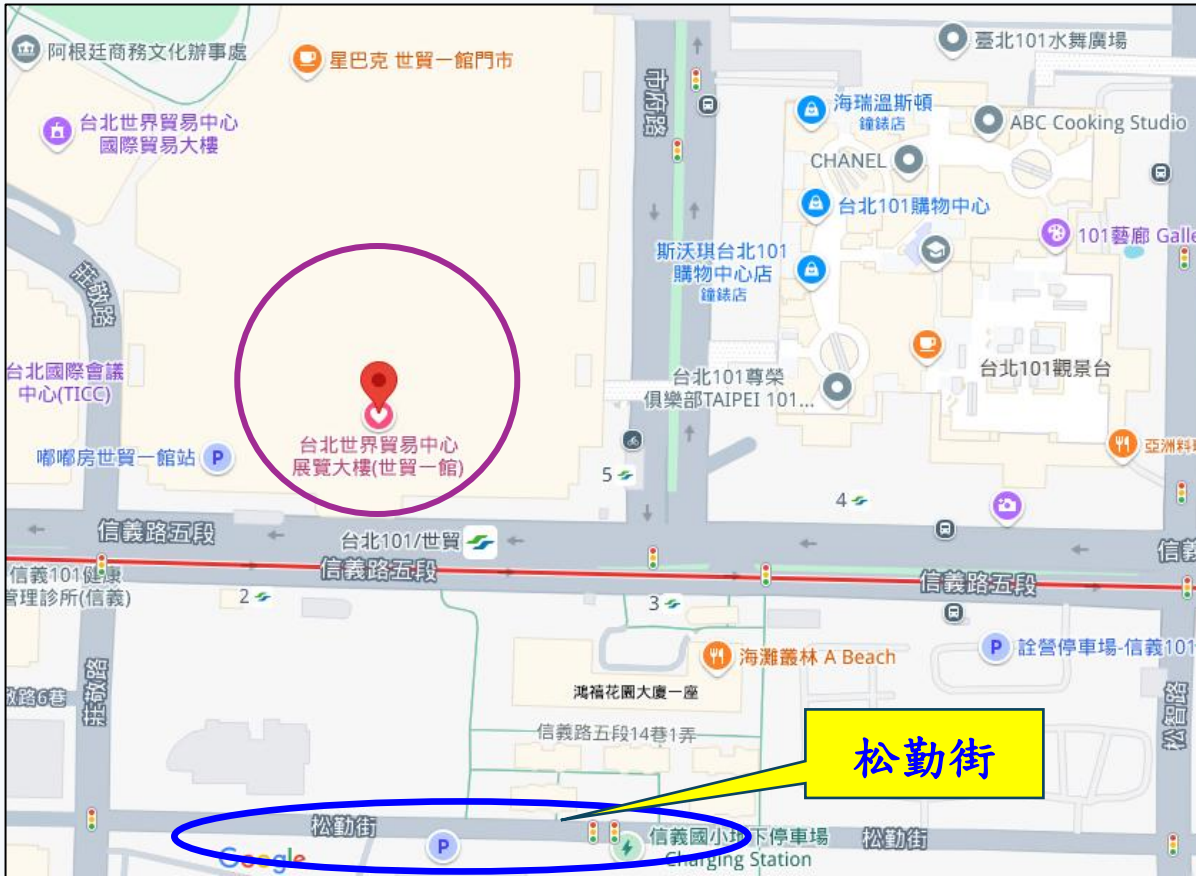 阿根廷商務文化辦事處
星巴克 世貿一館門市
臺北101水舞廣場
市府路
海瑞溫斯頓
鐘錶店
ABC Cooking Studio
台北世界貿易中心
國際貿易大樓
CHANEL
台北101購物中心
101藝廊 Galle
斯沃琪台北101
購物中心店
鐘錶店
莊敬路
台北國際會議
中心(TICC)
台北101觀景台
台北101尊榮
俱樂部TAIPEI 101...
台北世界貿易中心
展覽大樓(世貿一館)
嘟嘟房世貿一館站
P
亞洲料理
5
4
信義路五段
台北101/世貿
信義
信義路五段
信義路五段
信義101健康
管理診所(信義)
2
3
海灘叢林 A Beach
P
詮營停車場-信義101
鴻禧花園大廈一座
敬路6巷
莊敬路
松智路
信義路五段14巷1弄
松勤街
松勤街
P
信義國小地下停車場
Charging Station
松勤街
Google